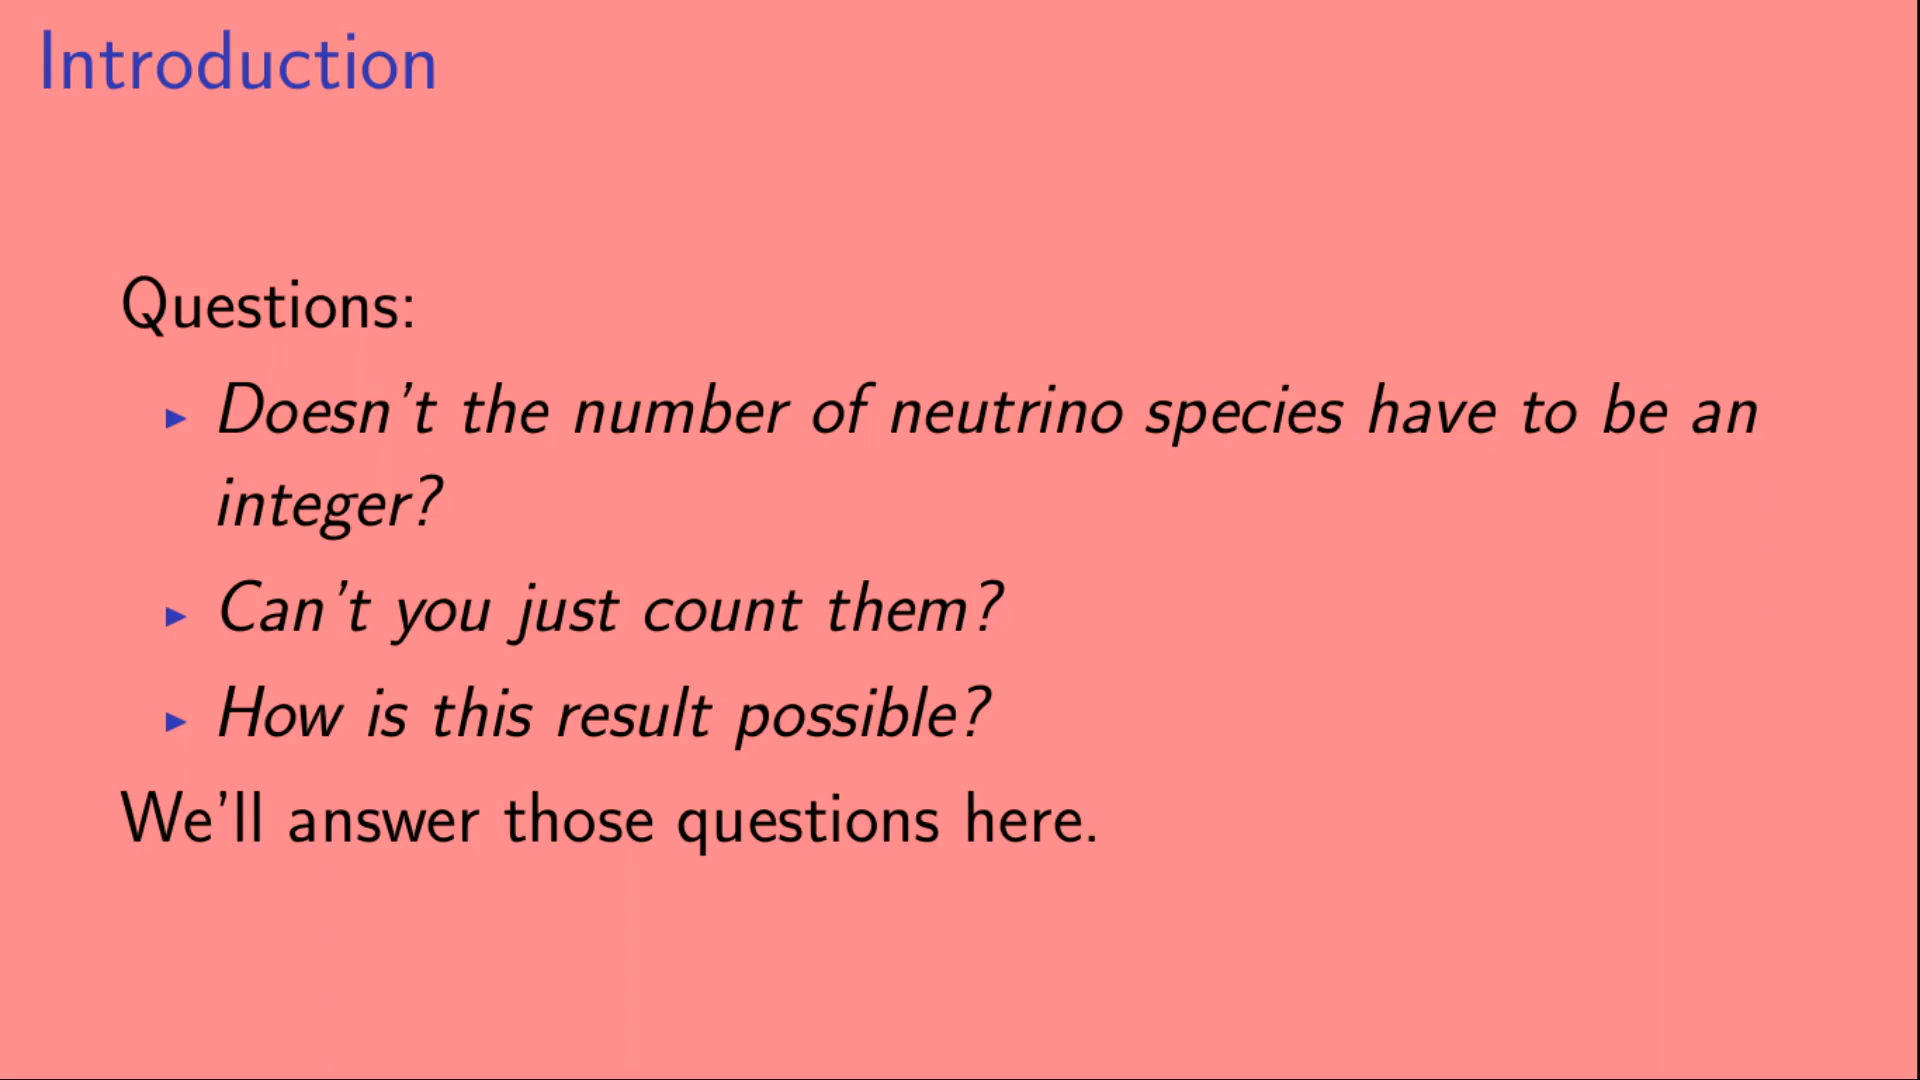 Introduction
Questions:
▸ Doesn't the number of neutrino species have to be an
integer?
▸ Can't you just count them?
▸ How is this result possible?
We'll answer those questions here.